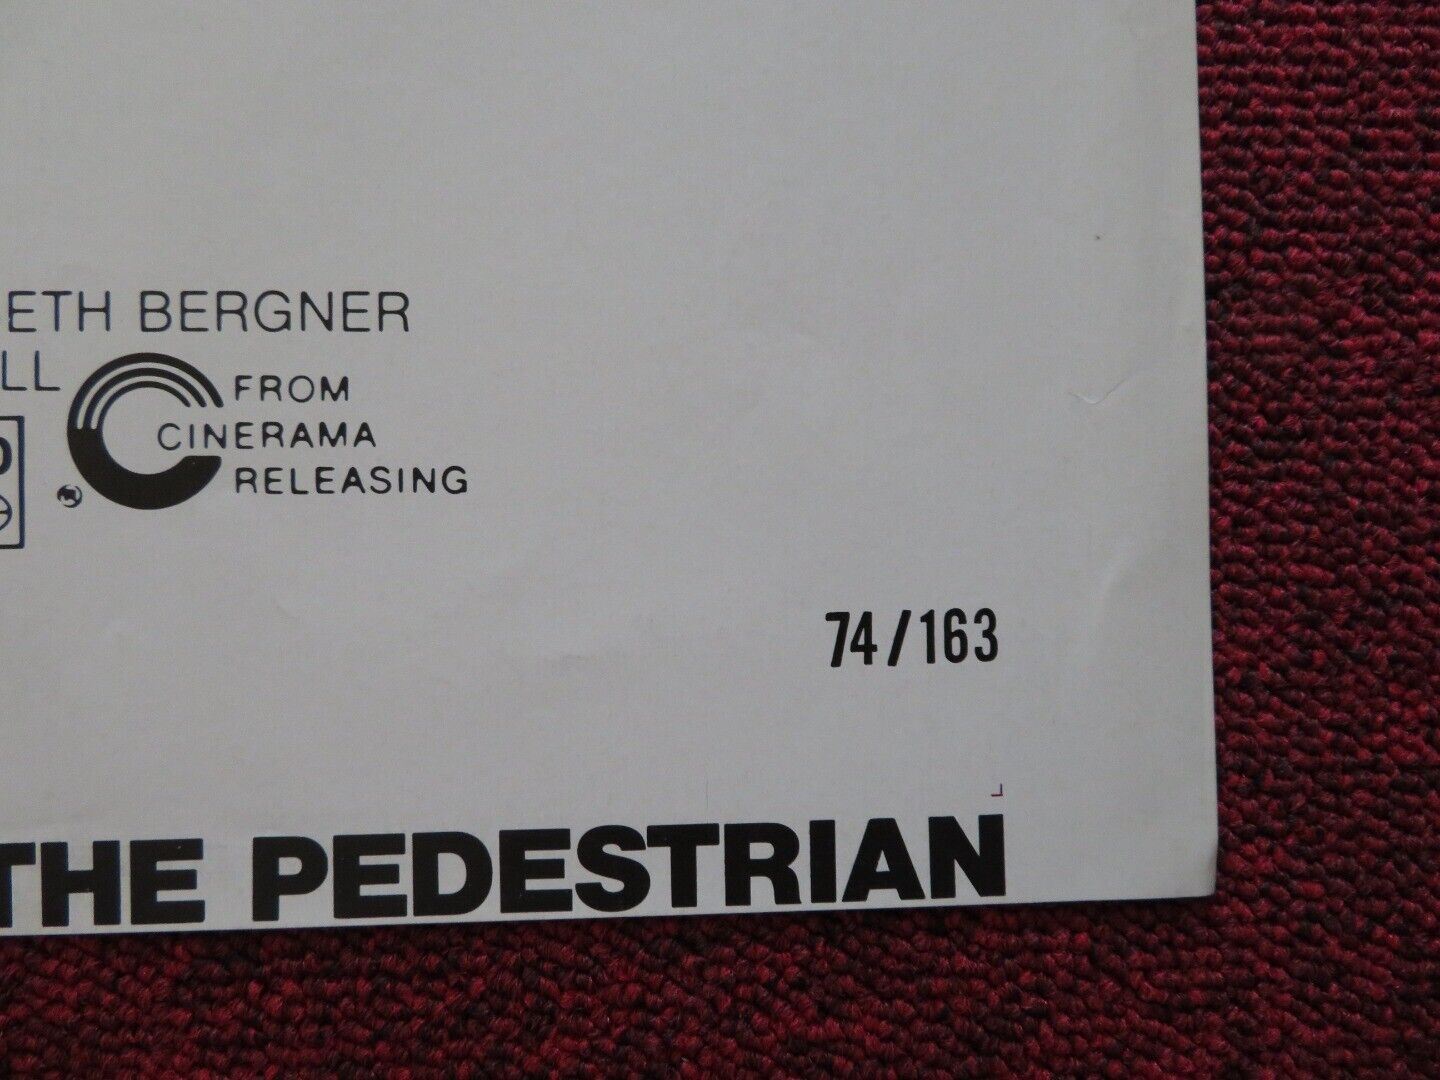 ETH BERGNER
LL
FROM
CINERAMA
RELEASING
74/163
THE PEDESTRIAN